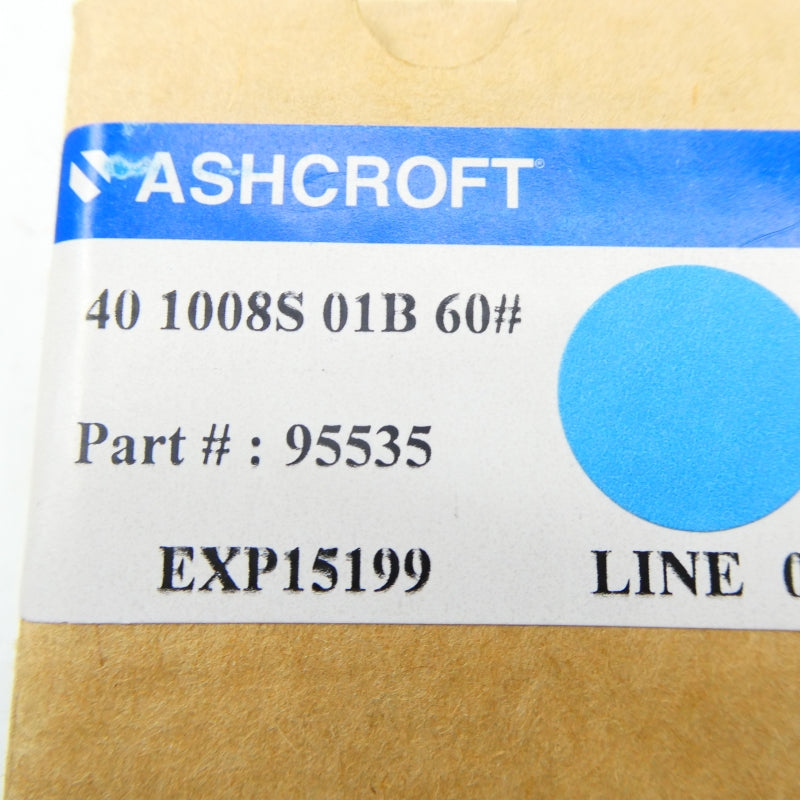 ASHCROFT®
40 1008S 01B 60#
Part # : 95535
EXP15199 LINE